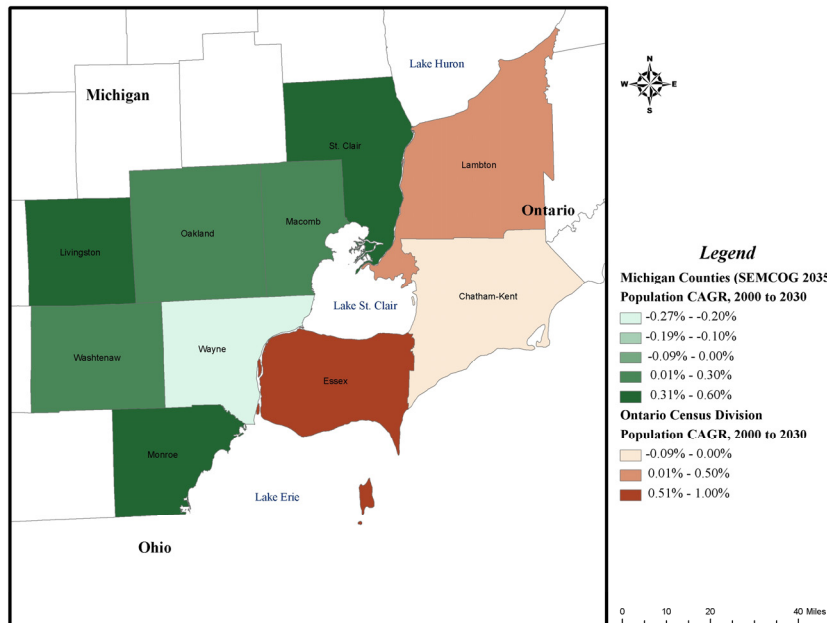 Lake Huron
Michigan
N
W E
S
St. Clair
Lambton
Ontario
Macomb
Oakland
Livingston
Lake St. Clair
Chatham-Kent
Wayne
Washtenaw
Essex
Monroe
Lake Erie
Ohio
Legend
Michigan Counties (SEMCOG 2035
Population CAGR, 2000 to 2030
-0.27% - -0.20%
-0.19% - -0.10%
-0.09% - 0.00%
0.01% - 0.30%
0.31% - 0.60%
Ontario Census Division
Population CAGR, 2000 to 2030
-0.09% - 0.00%
0.01% - 0.50%
0.51% - 1.00%
0 10 20 40 Miles